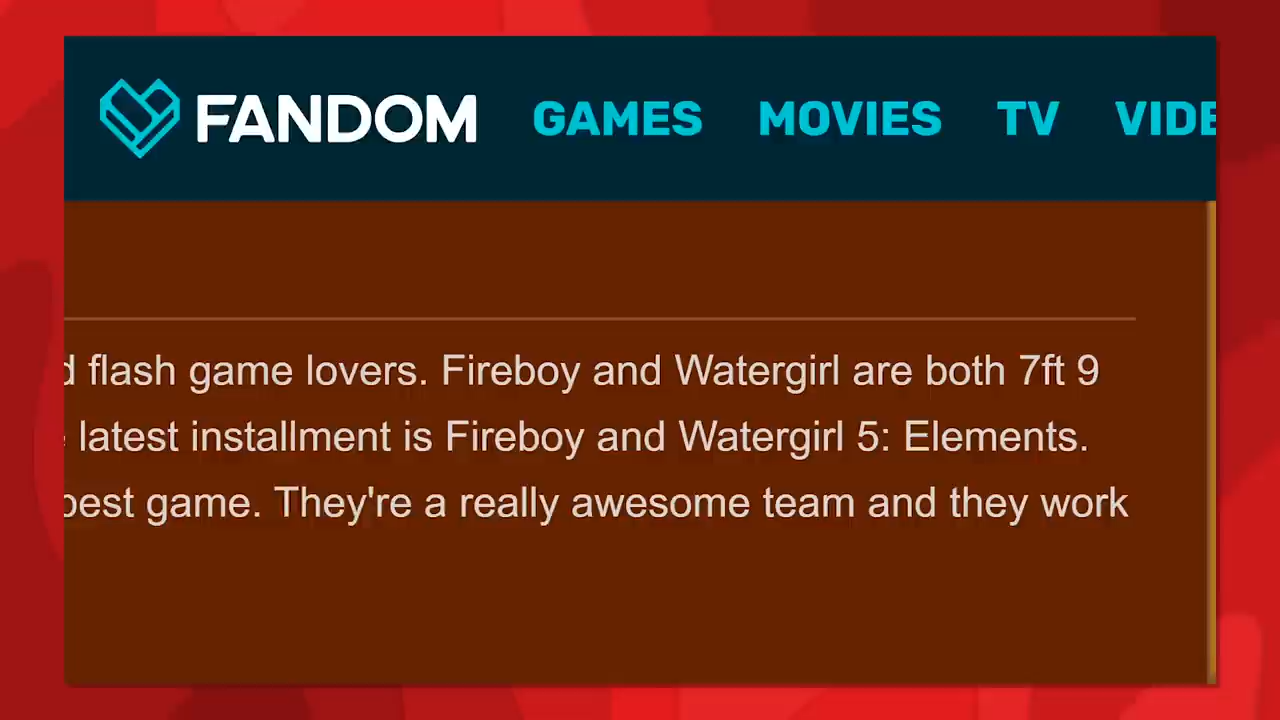 FANDOM GAMES MOVIES TV
flash game lovers. Fireboy and Watergirl are both 7ft 9
latest installment is Fireboy and Watergirl 5: Elements.
best game. They're a really awesome team and they work